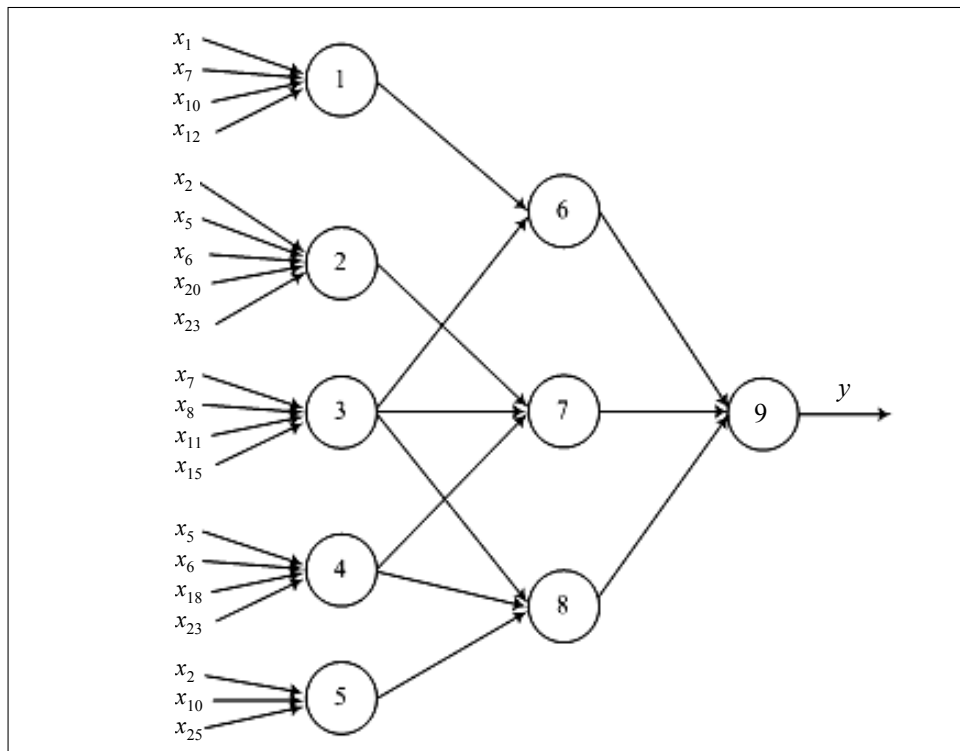 x₁
x₇
x₁₀
x₁₂
1
x₂
x₅
x₆
x₂₀
x₂₃
2
6
x₇
x₈
x₁₁
x₁₅
3
7
9
y
x₅
x₆
x₁₈
x₂₃
4
8
x₂
x₁₀
x₂₅
5